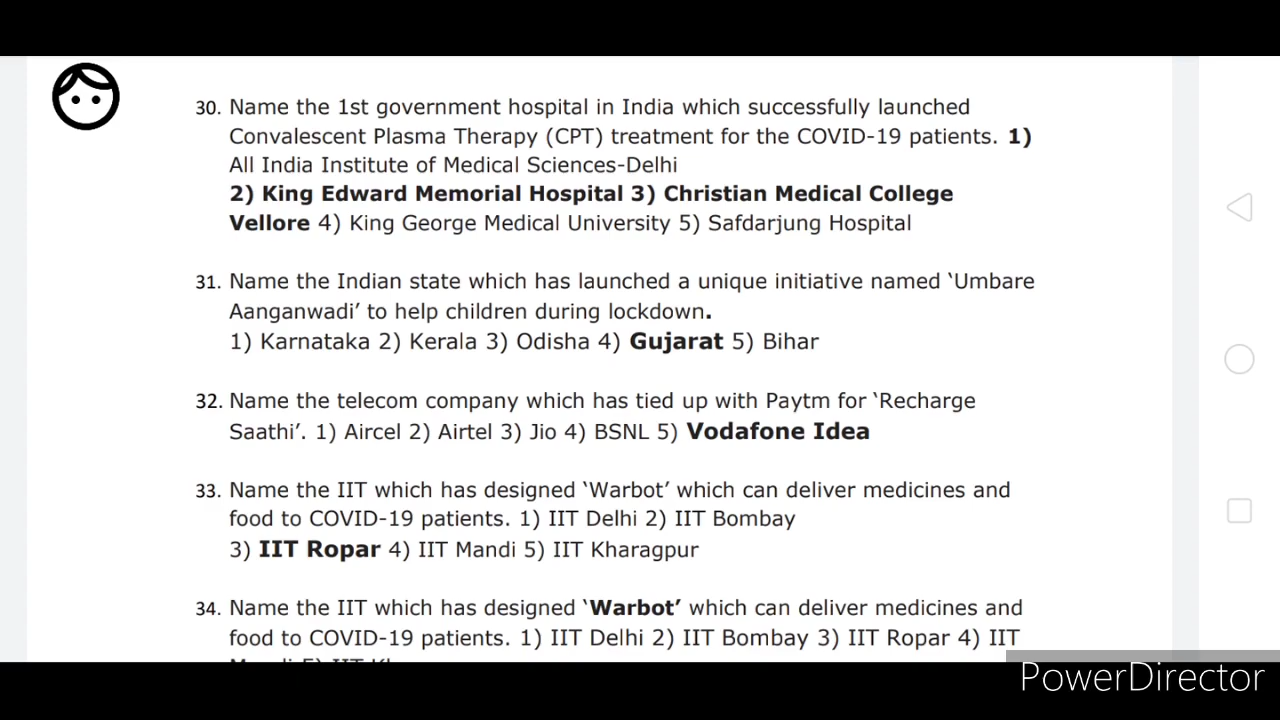 30. Name the 1st government hospital in India which successfully launched
Convalescent Plasma Therapy (CPT) treatment for the COVID-19 patients. 1)
All India Institute of Medical Sciences-Delhi
2) King Edward Memorial Hospital 3) Christian Medical College
Vellore 4) King George Medical University 5) Safdarjung Hospital
31. Name the Indian state which has launched a unique initiative named ‘Umbare
Aanganwadi’ to help children during lockdown.
1) Karnataka 2) Kerala 3) Odisha 4) Gujarat 5) Bihar
32. Name the telecom company which has tied up with Paytm for ‘Recharge
Saathi’. 1) Aircel 2) Airtel 3) Jio 4) BSNL 5) Vodafone Idea
33. Name the IIT which has designed ‘Warbot’ which can deliver medicines and
food to COVID-19 patients. 1) IIT Delhi 2) IIT Bombay
3) IIT Ropar 4) IIT Mandi 5) IIT Kharagpur
34. Name the IIT which has designed ‘Warbot’ which can deliver medicines and
food to COVID-19 patients. 1) IIT Delhi 2) IIT Bombay 3) IIT Ropar 4) IIT
PowerDirector